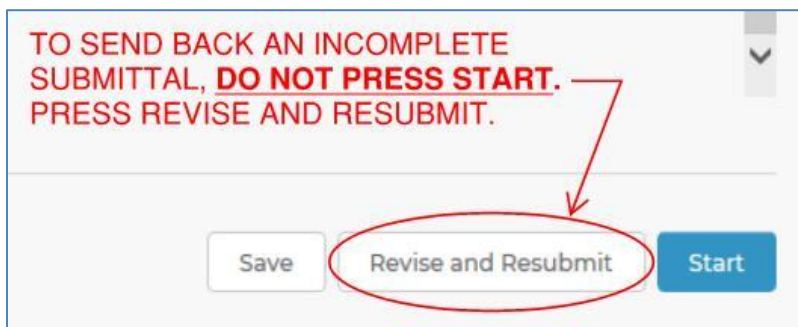 TO SEND BACK AN INCOMPLETE
SUBMITTAL, DO NOT PRESS START.
PRESS REVISE AND RESUBMIT.
Save Revise and Resubmit Start